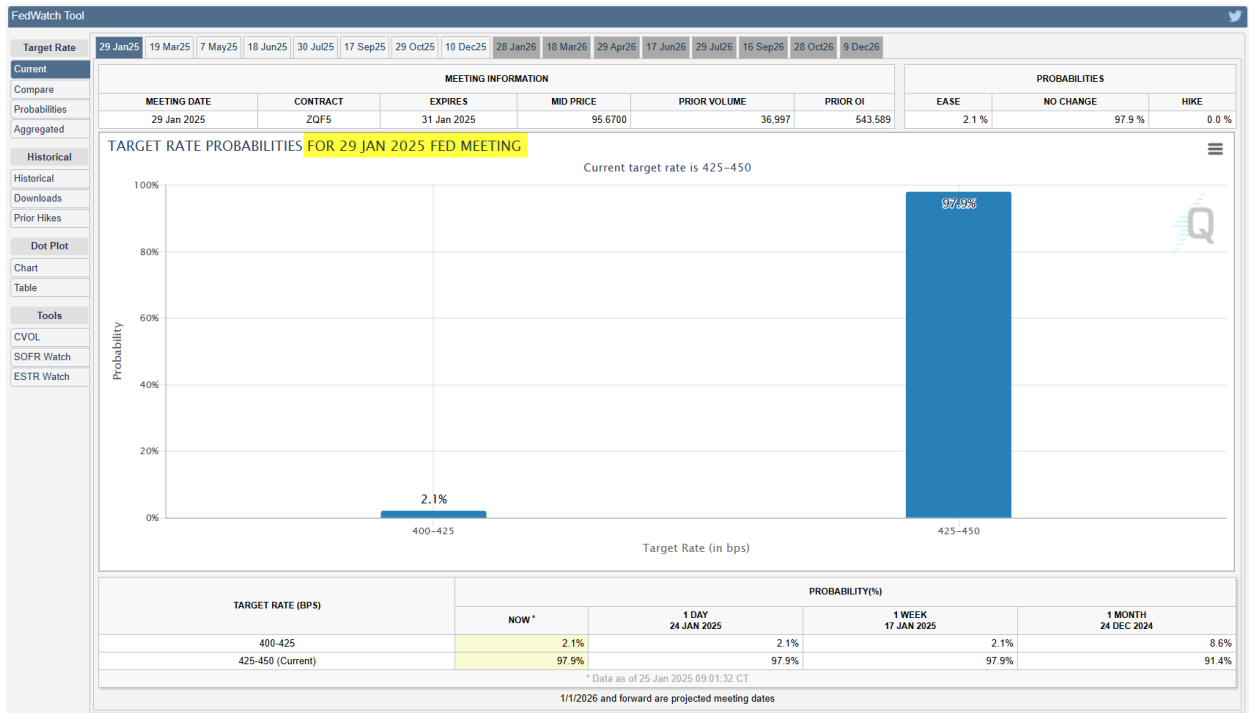 FedWatch Tool
Target Rate
Current
Compare
Probabilities
Aggregated
Historical
Historical
Downloads
Prior Hikes
Dot Plot
Chart
Table
Tools
CVOL
SOFR Watch
ESTR Watch
29 Jan25 19 Mar25 7 May25 18 Jun25 30 Jul25 17 Sep25 29 Oct25 10 Dec25 28 Jan26 18 Mar26 29 Apr26 17 Jun26 29 Jul26 16 Sep26 28 Oct26 9 Dec26
MEETING INFORMATION
MEETING DATE CONTRACT EXPIRES MID PRICE PRIOR VOLUME PRIOR OI
29 Jan 2025 ZQF5 31 Jan 2025 95.6700 36,997 543,589
PROBABILITIES
EASE NO CHANGE HIKE
2.1 % 97.9 % 0.0 %
TARGET RATE PROBABILITIES FOR 29 JAN 2025 FED MEETING
Current target rate is 425-450
Probability
100%
80%
60%
40%
20%
0%
97.9%
2.1%
Q
400-425 425-450
Target Rate (in bps)
TARGET RATE (BPS) PROBABILITY(%)
NOW * 1 DAY 1 WEEK 1 MONTH
24 JAN 2025 17 JAN 2025 24 DEC 2024
400-425 2.1% 2.1% 2.1% 8.6%
425-450 (Current) 97.9% 97.9% 97.9% 91.4%
* Data as of 25 Jan 2025 09:01:32 CT
1/1/2026 and forward are projected meeting dates